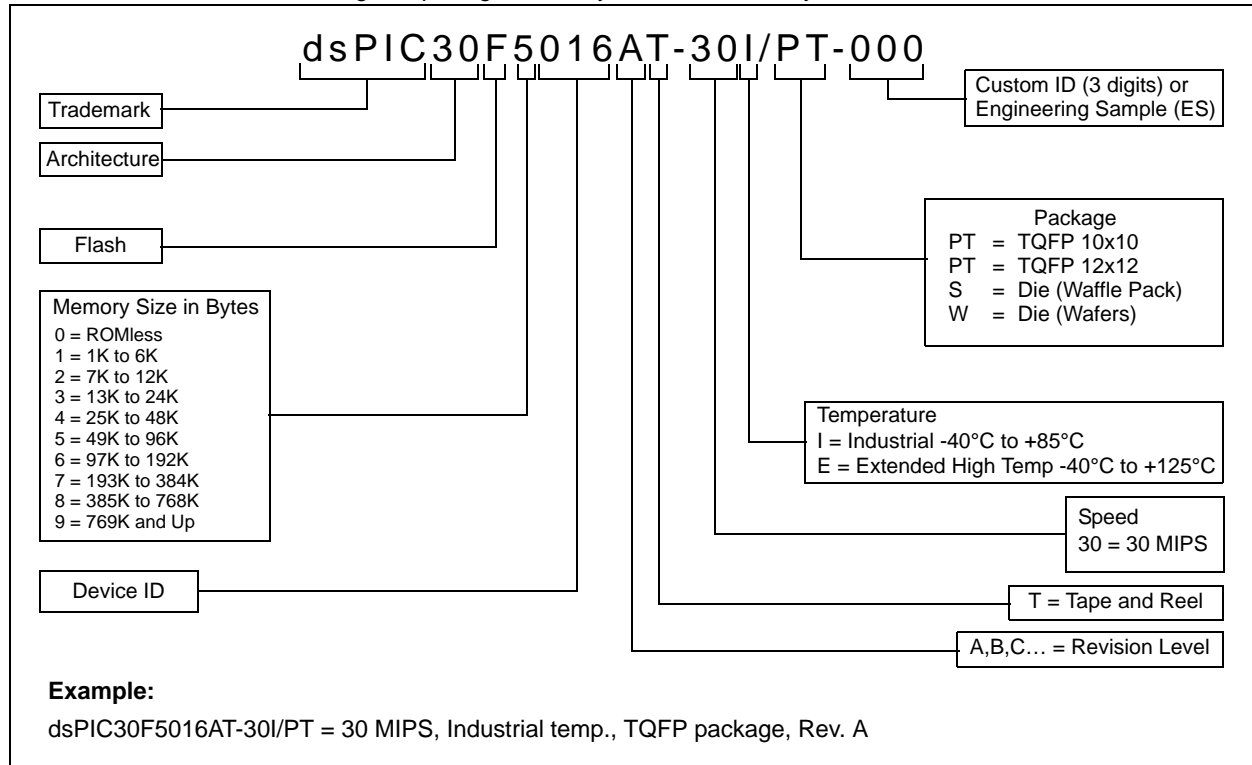 dsPIC30F5016AT-30I/PT-000
Trademark
Architecture
Flash
Memory Size in Bytes
0 = ROMless
1 = 1K to 6K
2 = 7K to 12K
3 = 13K to 24K
4 = 25K to 48K
5 = 49K to 96K
6 = 97K to 192K
7 = 193K to 384K
8 = 385K to 768K
9 = 769K and Up
Device ID
Custom ID (3 digits) or
Engineering Sample (ES)
Package
PT = TQFP 10x10
PT = TQFP 12x12
S = Die (Waffle Pack)
W = Die (Wafers)
Temperature
I = Industrial -40°C to +85°C
E = Extended High Temp -40°C to +125°C
Speed
30 = 30 MIPS
T = Tape and Reel
A,B,C… = Revision Level
Example:
dsPIC30F5016AT-30I/PT = 30 MIPS, Industrial temp., TQFP package, Rev. A